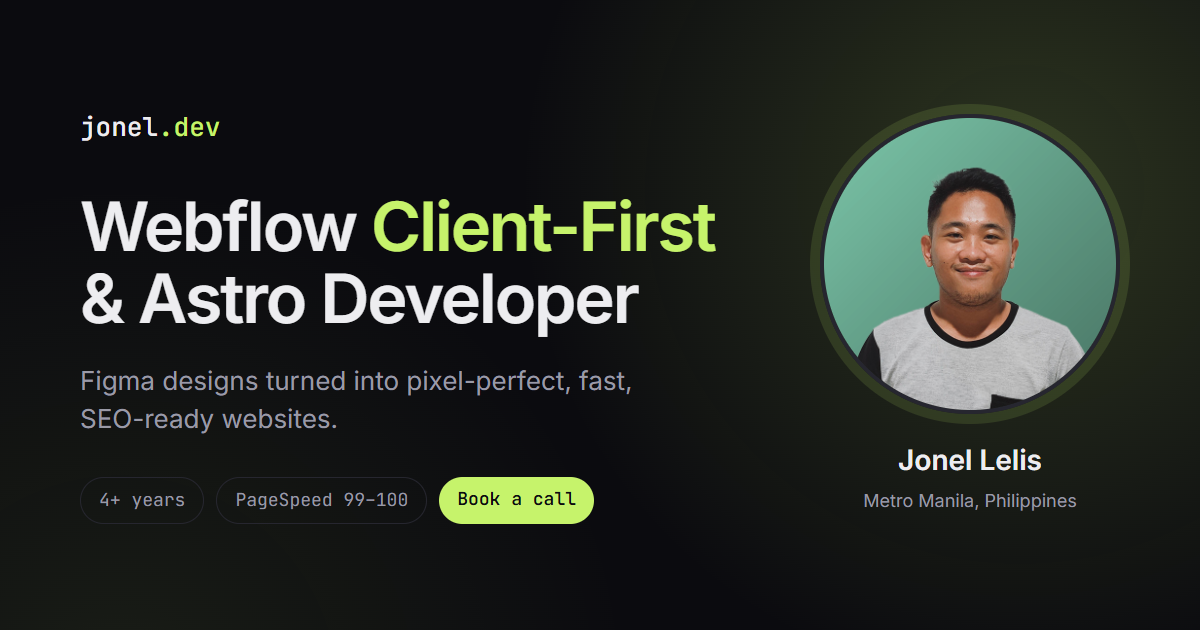 jonel.dev
Webflow Client-First
& Astro Developer
Figma designs turned into pixel-perfect, fast,
SEO-ready websites.
4+ years
PageSpeed 99–100
Book a call
Jonel Lelis
Metro Manila, Philippines